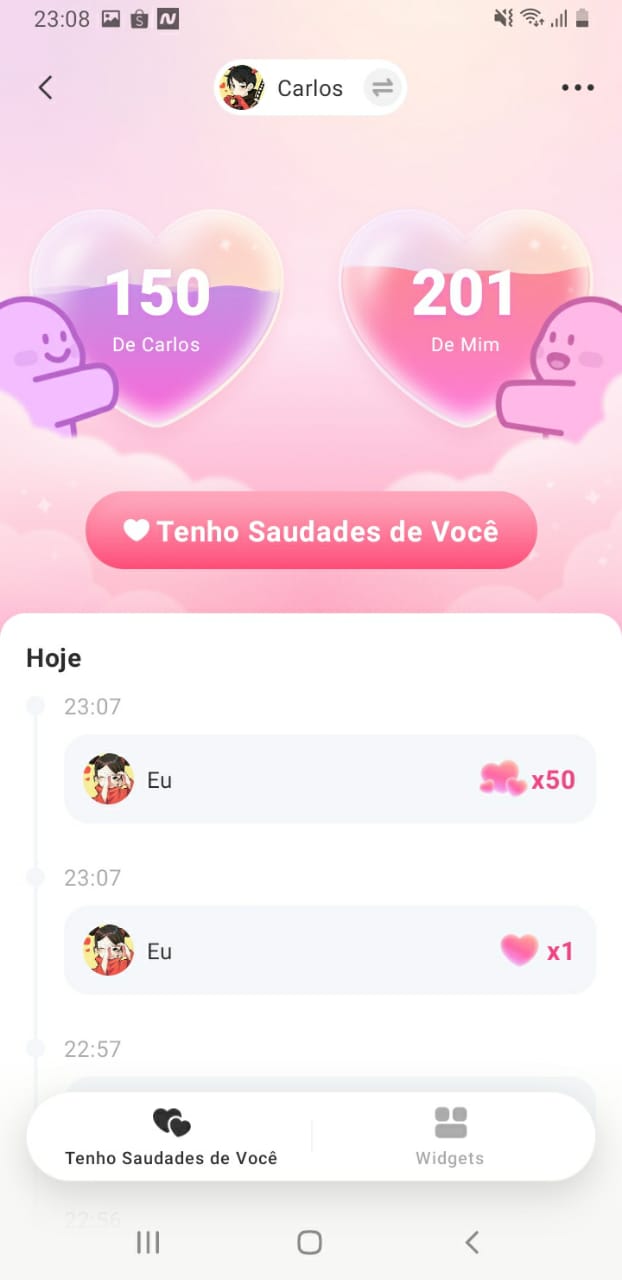 23:08
Carlos
150
201
De Carlos
De Mim
Tenho Saudades de Você
Hoje
23:07
Eu
x50
23:07
Eu
x1
22:57
Tenho Saudades de Você
Widgets
22:56